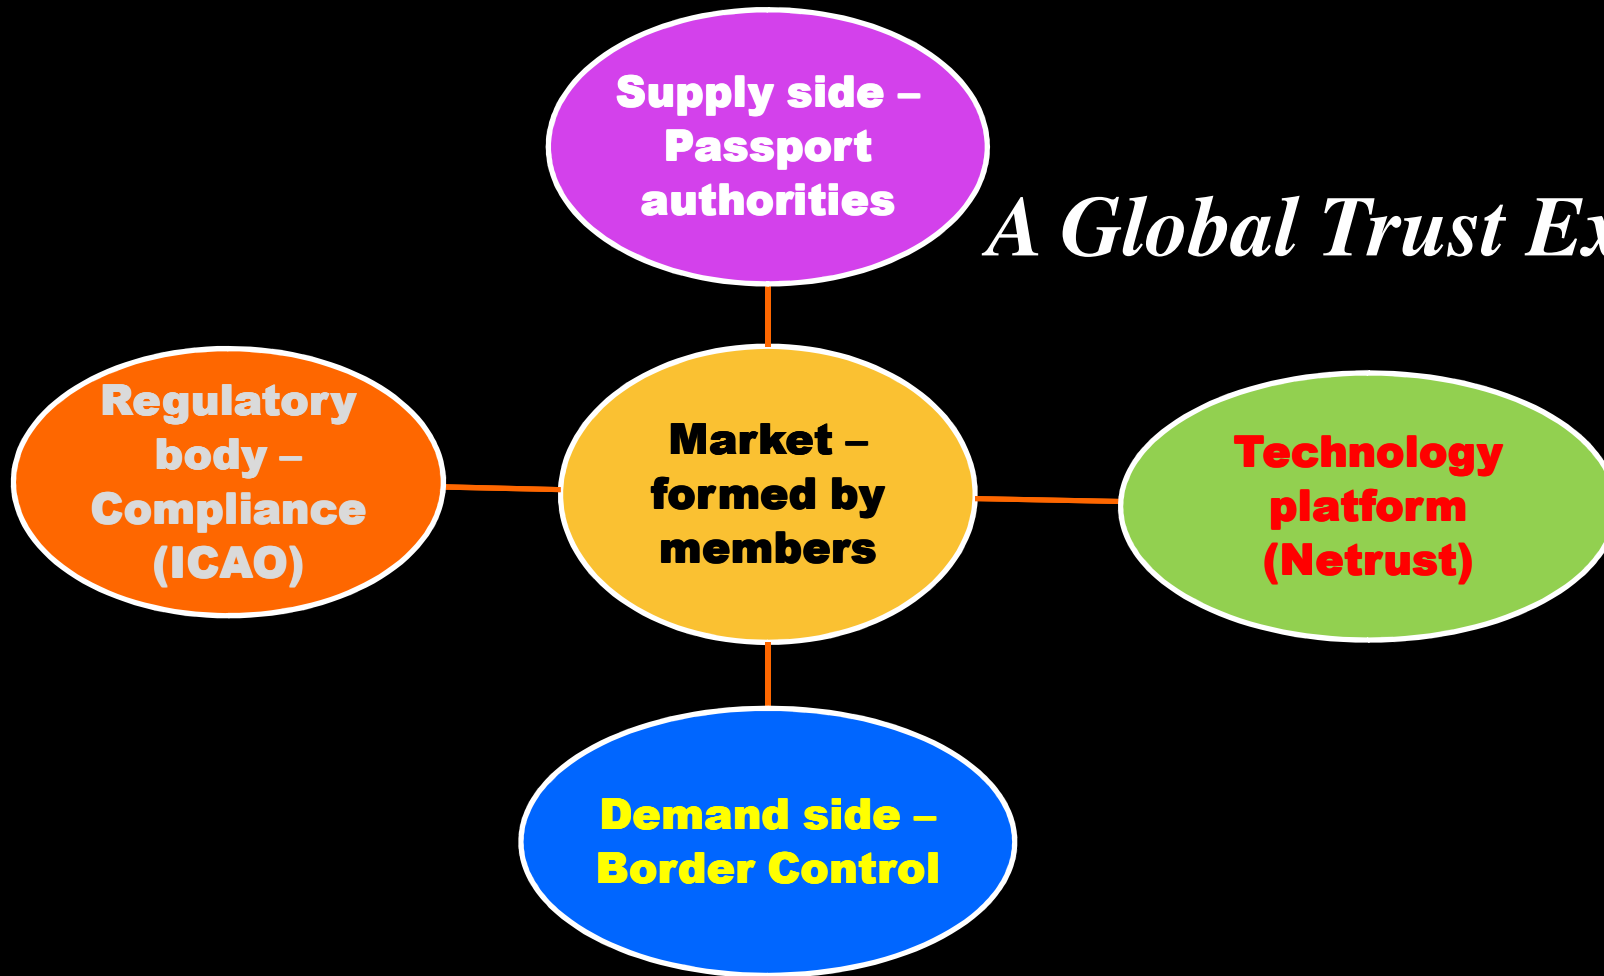 Supply side –
Passport
authorities
A Global Trust Ex
Regulatory
body –
Compliance
(ICAO)
Market –
formed by
members
Technology
platform
(Netrust)
Demand side –
Border Control